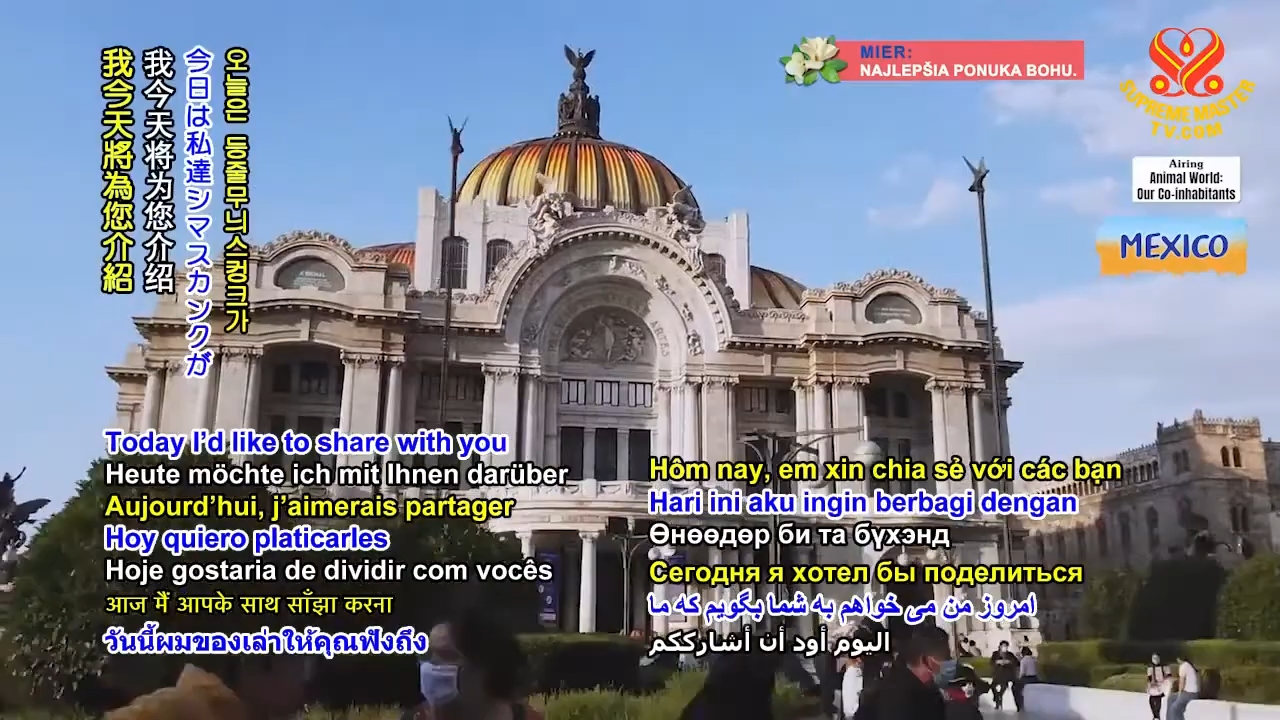 我今天將為您介紹
我今天将为您介绍
今日は私達シマスカンクが
오늘은 등줄무늬스컹크가
MIER:
NAJLEPŠIA PONUKA BOHU.
SUPREME MASTER
TV.COM
Airing
Animal World:
Our Co-inhabitants
MEXICO
Today I’d like to share with you
Heute möchte ich mit Ihnen darüber
Aujourd’hui, j’aimerais partager
Hoy quiero platicarles
Hoje gostaria de dividir com vocês
आज मैं आपके साथ साँझा करना
วันนี้ผมของเล่าให้คุณฟังถึง
Hôm nay, em xin chia sẻ với các bạn
Hari ini aku ingin berbagi dengan
Өнөөдөр би та бүхэнд
Сегодня я хотел бы поделиться
امروز من می خواهم به شما بگویم که ما
اليوم أود أن أشارككم